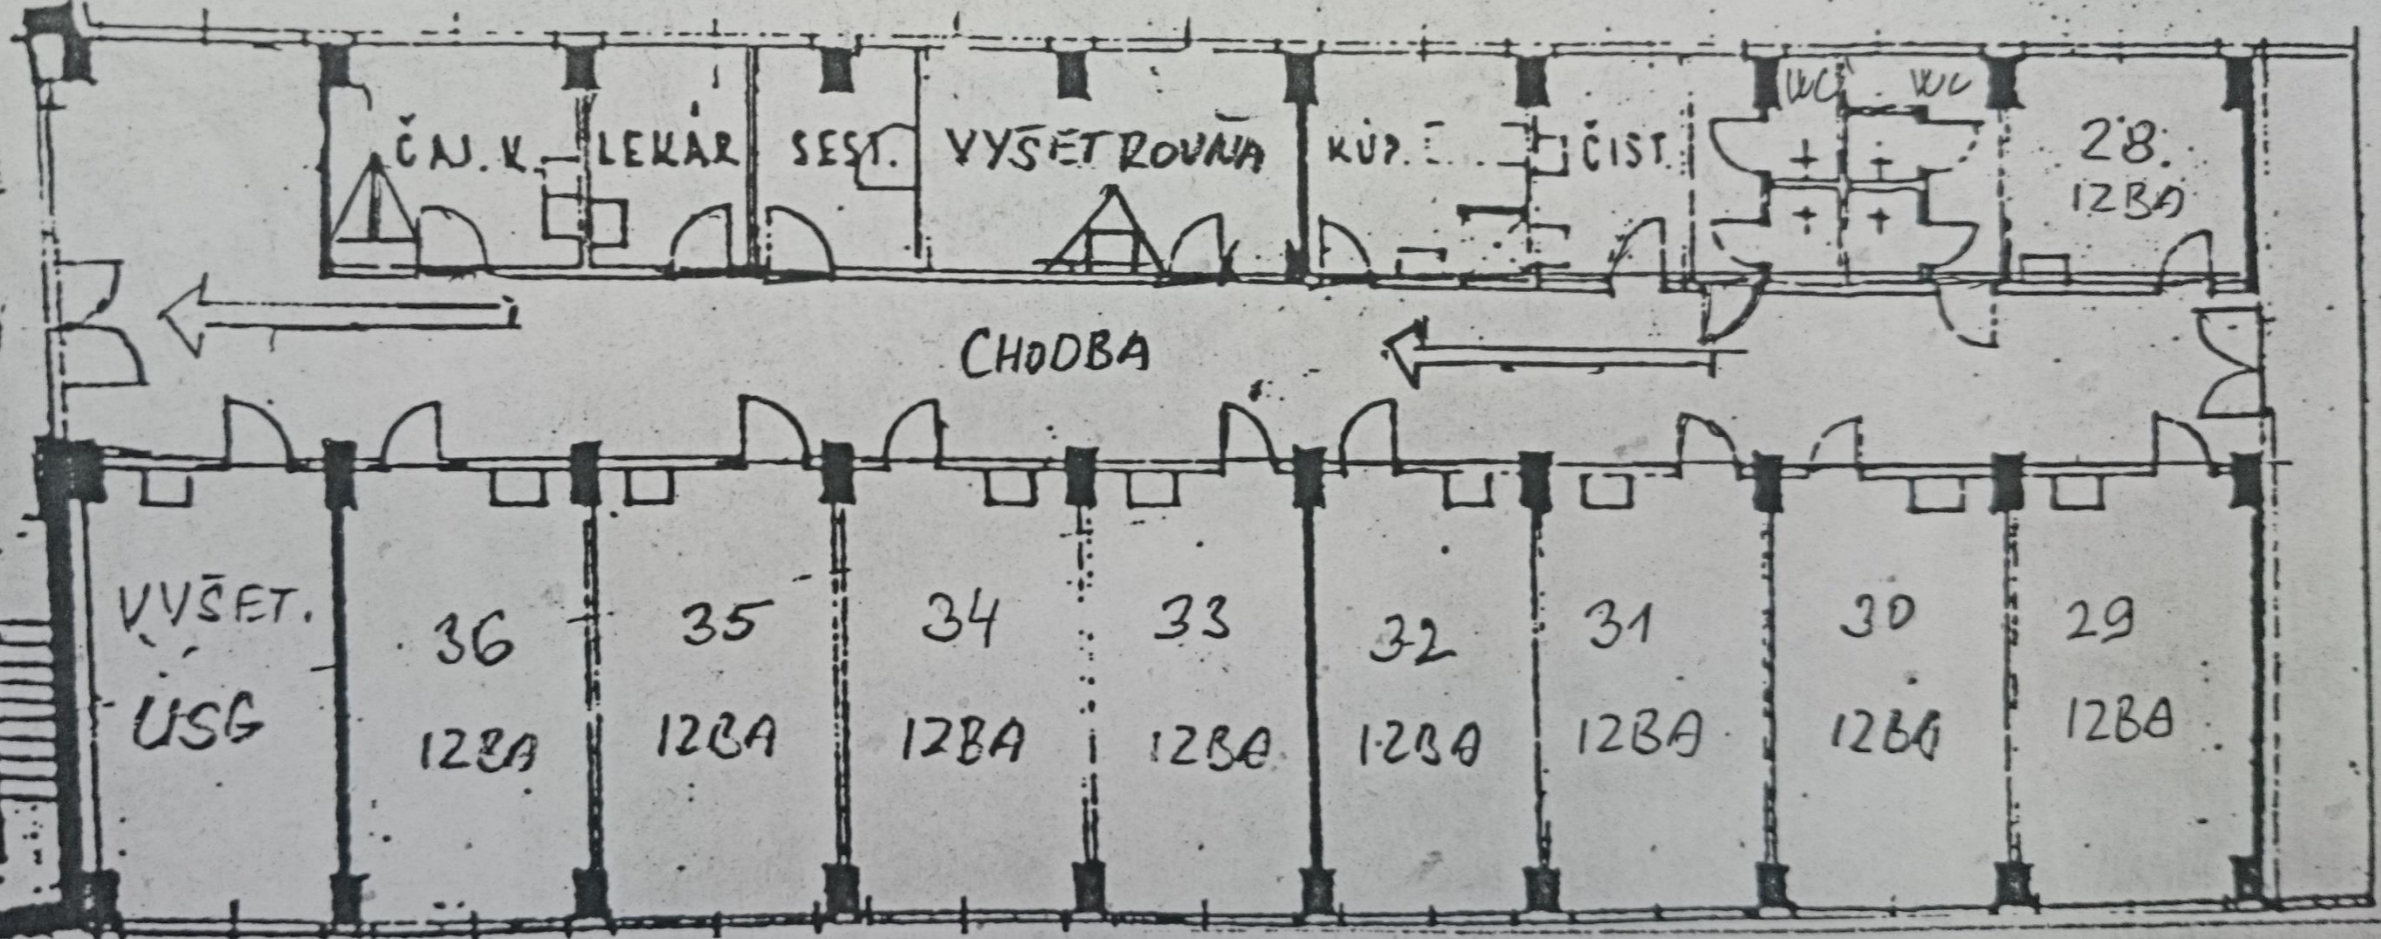 WC
WC
ČAJ. K.
LEKÁR
SEST.
VYŠETROVŇA
KÚP.
ČIST.
28.
IZBA
CHODBA
VYŠET.
USG
36
IZBA
35
IZBA
34
IZBA
33
IZBA
32
IZBA
31
IZBA
30
IZBA
29
IZBA